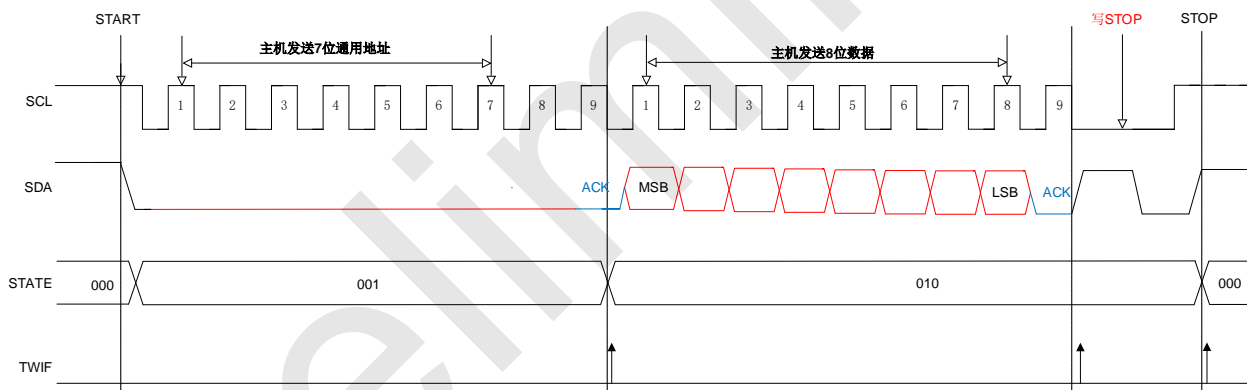 START
写STOP
STOP
主机发送7位通用地址
主机发送8位数据
SCL
1 2 3 4 5 6 7 8 9 1 2 3 4 5 6 7 8 9
SDA
ACK MSB LSB ACK
STATE 000 001 010 000
TWIF